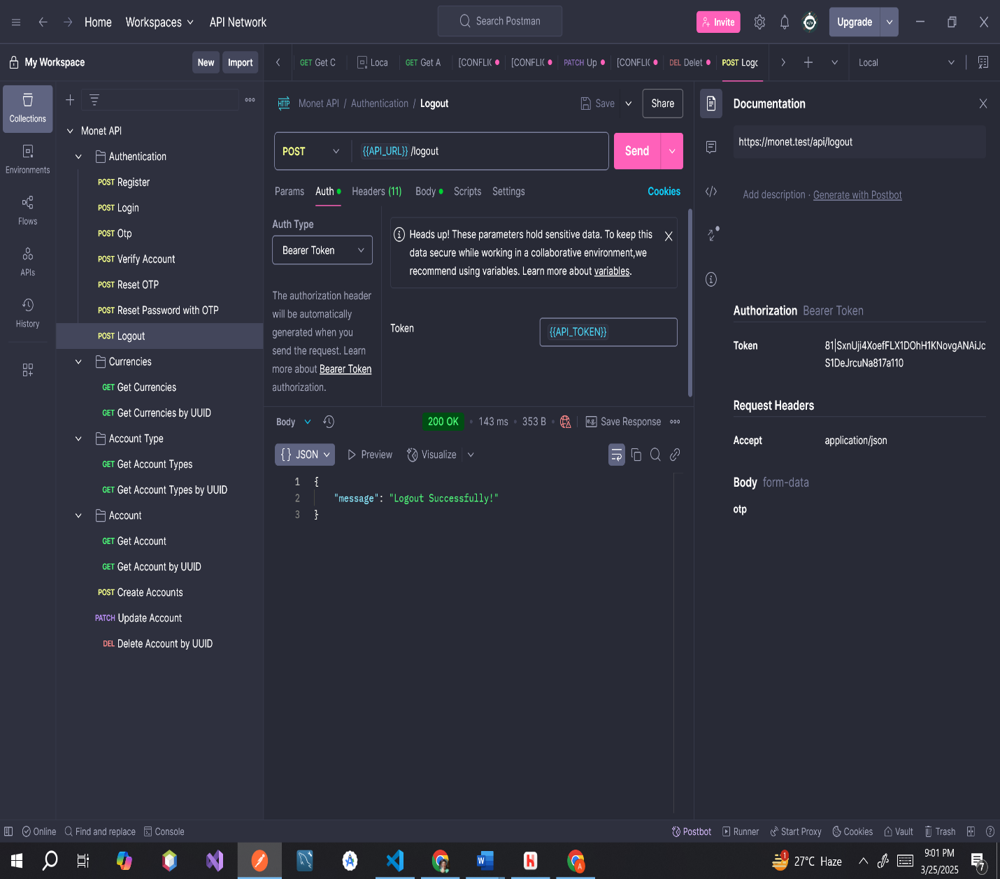 Home
Workspaces
API Network
Search Postman
Invite
Upgrade
My Workspace
New
Import
GET Get C
Loca
GET Get A
[CONFLIC
[CONFLIC
PATCH Up
[CONFLIC
DEL Delet
POST Logc
Local
Collections
Environments
Flows
APIs
History
Monet API
Authentication
POST Register
POST Login
POST Otp
POST Verify Account
POST Reset OTP
POST Reset Password with OTP
POST Logout
Currencies
GET Get Currencies
GET Get Currencies by UUID
Account Type
GET Get Account Types
GET Get Account Types by UUID
Account
GET Get Account
GET Get Account by UUID
POST Create Accounts
PATCH Update Account
DEL Delete Account by UUID
HTTP
Monet API / Authentication / Logout
Save
Share
POST
{{API_URL}} /logout
Send
Params
Auth
Headers (11)
Body
Scripts
Settings
Cookies
Auth Type
Bearer Token
The authorization header
will be automatically
generated when you
send the request. Learn
more about Bearer Token
authorization.
Heads up! These parameters hold sensitive data. To keep this
data secure while working in a collaborative environment,we
recommend using variables. Learn more about variables.
Token
{{API_TOKEN}}
Body
200 OK
143 ms
353 B
e.g.
Save Response
{} JSON
Preview
Visualize
1 {
2 "message": "Logout Successfully!"
3 }
Documentation
https://monet.test/api/logout
Add description · Generate with Postbot
Authorization Bearer Token
Token
81|SxnUji4XoefFLX1DOhH1KNovgANAiJc
S1DeJrcuNa817a110
Request Headers
Accept
application/json
Body form-data
otp
Online
Find and replace
Console
Postbot
Runner
Start Proxy
Cookies
Vault
Trash
1
27°C Haze
9:01 PM
3/25/2025
7